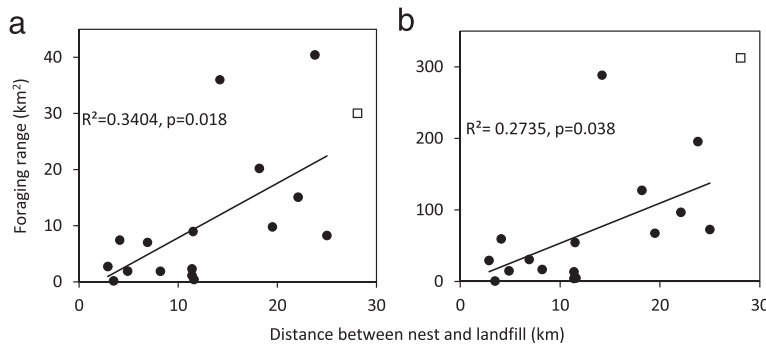 a
b
40
30
20
10
0
Foraging range (km²)
R²=0.3404, p=0.018
0
10
20
30
300
200
100
0
R²= 0.2735, p=0.038
0
10
20
30
Distance between nest and landfill (km)